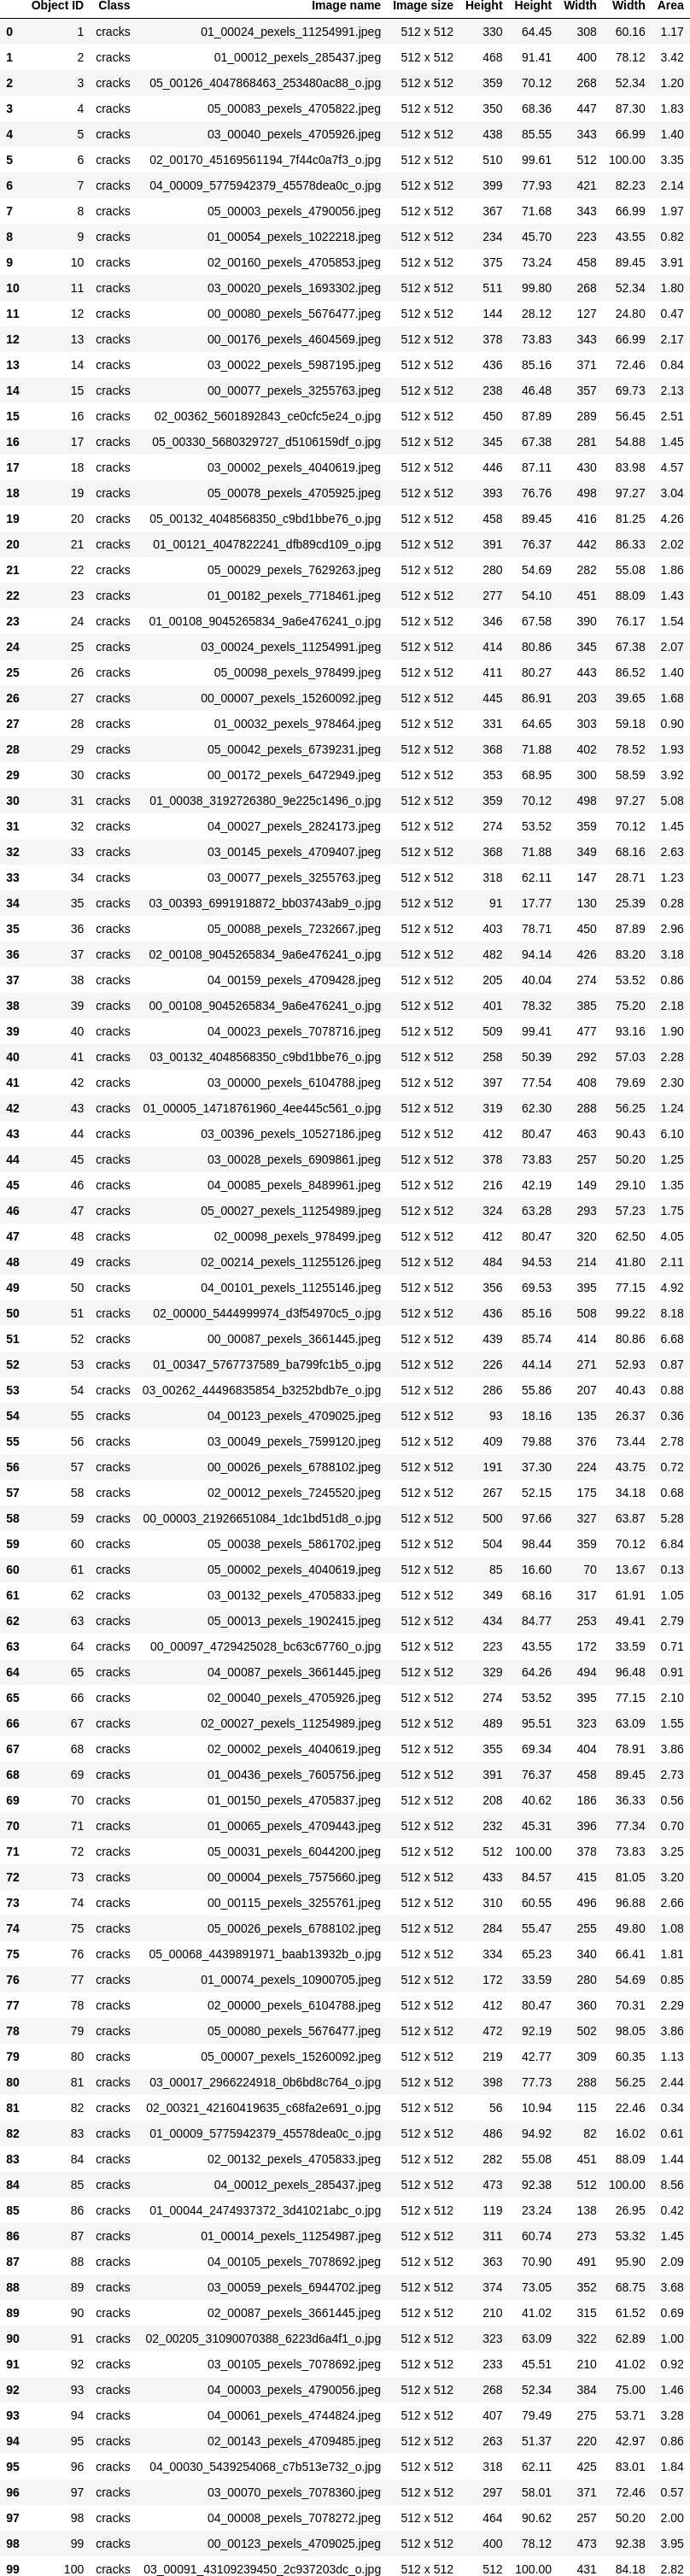 Object ID Class Image name Image size Height Height Width Width Area
0 1 cracks 01_00024_pexels_11254991.jpeg 512 x 512 330 64.45 308 60.16 1.17
1 2 cracks 01_00012_pexels_285437.jpeg 512 x 512 468 91.41 400 78.12 3.42
2 3 cracks 05_00126_4047868463_253480ac88_o.jpg 512 x 512 359 70.12 268 52.34 1.20
3 4 cracks 05_00083_pexels_4705822.jpeg 512 x 512 350 68.36 447 87.30 1.83
4 5 cracks 03_00040_pexels_4705926.jpeg 512 x 512 438 85.55 343 66.99 1.40
5 6 cracks 02_00170_45169561194_7f44c0a7f3_o.jpg 512 x 512 510 99.61 512 100.00 3.35
6 7 cracks 04_00009_5775942379_45578dea0c_o.jpg 512 x 512 399 77.93 421 82.23 2.14
7 8 cracks 05_00003_pexels_4790056.jpeg 512 x 512 367 71.68 343 66.99 1.97
8 9 cracks 01_00054_pexels_1022218.jpeg 512 x 512 234 45.70 223 43.55 0.82
9 10 cracks 02_00160_pexels_4705853.jpeg 512 x 512 375 73.24 458 89.45 3.91
10 11 cracks 03_00020_pexels_1693302.jpeg 512 x 512 511 99.80 268 52.34 1.80
11 12 cracks 00_00080_pexels_5676477.jpeg 512 x 512 144 28.12 127 24.80 0.47
12 13 cracks 00_00176_pexels_4604569.jpeg 512 x 512 378 73.83 343 66.99 2.17
13 14 cracks 03_00022_pexels_5987195.jpeg 512 x 512 436 85.16 371 72.46 0.84
14 15 cracks 00_00077_pexels_3255763.jpeg 512 x 512 238 46.48 357 69.73 2.13
15 16 cracks 02_00362_5601892843_ce0cfc5e24_o.jpg 512 x 512 450 87.89 289 56.45 2.51
16 17 cracks 05_00330_5680329727_d5106159df_o.jpg 512 x 512 345 67.38 281 54.88 1.45
17 18 cracks 03_00002_pexels_4040619.jpeg 512 x 512 446 87.11 430 83.98 4.57
18 19 cracks 05_00078_pexels_4705925.jpeg 512 x 512 393 76.76 498 97.27 3.04
19 20 cracks 05_00132_4048568350_c9bd1bbe76_o.jpg 512 x 512 458 89.45 416 81.25 4.26
20 21 cracks 01_00121_4047822241_dfb89cd109_o.jpg 512 x 512 391 76.37 442 86.33 2.02
21 22 cracks 05_00029_pexels_7629263.jpeg 512 x 512 280 54.69 282 55.08 1.86
22 23 cracks 01_00182_pexels_7718461.jpeg 512 x 512 277 54.10 451 88.09 1.43
23 24 cracks 01_00108_9045265834_9a6e476241_o.jpg 512 x 512 346 67.58 390 76.17 1.54
24 25 cracks 03_00024_pexels_11254991.jpeg 512 x 512 414 80.86 345 67.38 2.07
25 26 cracks 05_00098_pexels_978499.jpeg 512 x 512 411 80.27 443 86.52 1.40
26 27 cracks 00_00007_pexels_15260092.jpeg 512 x 512 445 86.91 203 39.65 1.68
27 28 cracks 01_00032_pexels_978464.jpeg 512 x 512 331 64.65 303 59.18 0.90
28 29 cracks 05_00042_pexels_6739231.jpeg 512 x 512 368 71.88 402 78.52 1.93
29 30 cracks 00_00172_pexels_6472949.jpeg 512 x 512 353 68.95 300 58.59 3.92
30 31 cracks 01_00038_3192726380_9e225c1496_o.jpg 512 x 512 359 70.12 498 97.27 5.08
31 32 cracks 04_00027_pexels_2824173.jpeg 512 x 512 274 53.52 359 70.12 1.45
32 33 cracks 03_00145_pexels_4709407.jpeg 512 x 512 368 71.88 349 68.16 2.63
33 34 cracks 03_00077_pexels_3255763.jpeg 512 x 512 318 62.11 147 28.71 1.23
34 35 cracks 03_00393_6991918872_bb03743ab9_o.jpg 512 x 512 91 17.77 130 25.39 0.28
35 36 cracks 05_00088_pexels_7232667.jpeg 512 x 512 403 78.71 450 87.89 2.96
36 37 cracks 02_00108_9045265834_9a6e476241_o.jpg 512 x 512 482 94.14 426 83.20 3.18
37 38 cracks 04_00159_pexels_4709428.jpeg 512 x 512 205 40.04 274 53.52 0.86
38 39 cracks 00_00108_9045265834_9a6e476241_o.jpg 512 x 512 401 78.32 385 75.20 2.18
39 40 cracks 04_00023_pexels_7078716.jpeg 512 x 512 509 99.41 477 93.16 1.90
40 41 cracks 03_00132_4048568350_c9bd1bbe76_o.jpg 512 x 512 258 50.39 292 57.03 2.28
41 42 cracks 03_00000_pexels_6104788.jpeg 512 x 512 397 77.54 408 79.69 2.30
42 43 cracks 01_00005_14718761960_4ee445c561_o.jpg 512 x 512 319 62.30 288 56.25 1.24
43 44 cracks 03_00396_pexels_10527186.jpeg 512 x 512 412 80.47 463 90.43 6.10
44 45 cracks 03_00028_pexels_6909861.jpeg 512 x 512 378 73.83 257 50.20 1.25
45 46 cracks 04_00085_pexels_8489961.jpeg 512 x 512 216 42.19 149 29.10 1.35
46 47 cracks 05_00027_pexels_11254989.jpeg 512 x 512 324 63.28 293 57.23 1.75
47 48 cracks 02_00098_pexels_978499.jpeg 512 x 512 412 80.47 320 62.50 4.05
48 49 cracks 02_00214_pexels_11255126.jpeg 512 x 512 484 94.53 214 41.80 2.11
49 50 cracks 04_00101_pexels_11255146.jpeg 512 x 512 356 69.53 395 77.15 4.92
50 51 cracks 02_00000_5444999974_d3f54970c5_o.jpg 512 x 512 436 85.16 508 99.22 8.18
51 52 cracks 00_00087_pexels_3661445.jpeg 512 x 512 439 85.74 414 80.86 6.68
52 53 cracks 01_00347_5767737589_ba799fc1b5_o.jpg 512 x 512 226 44.14 271 52.93 0.87
53 54 cracks 03_00262_44496835854_b3252bdb7e_o.jpg 512 x 512 286 55.86 207 40.43 0.88
54 55 cracks 04_00123_pexels_4709025.jpeg 512 x 512 93 18.16 135 26.37 0.36
55 56 cracks 03_00049_pexels_7599120.jpeg 512 x 512 409 79.88 376 73.44 2.78
56 57 cracks 00_00026_pexels_6788102.jpeg 512 x 512 191 37.30 224 43.75 0.72
57 58 cracks 02_00012_pexels_7245520.jpeg 512 x 512 267 52.15 175 34.18 0.68
58 59 cracks 00_00003_21926651084_1dc1bd51d8_o.jpg 512 x 512 500 97.66 327 63.87 5.28
59 60 cracks 05_00038_pexels_5861702.jpeg 512 x 512 504 98.44 359 70.12 6.84
60 61 cracks 05_00002_pexels_4040619.jpeg 512 x 512 85 16.60 70 13.67 0.13
61 62 cracks 03_00132_pexels_4705833.jpeg 512 x 512 349 68.16 317 61.91 1.05
62 63 cracks 05_00013_pexels_1902415.jpeg 512 x 512 434 84.77 253 49.41 2.79
63 64 cracks 00_00097_4729425028_bc63c67760_o.jpg 512 x 512 223 43.55 172 33.59 0.71
64 65 cracks 04_00087_pexels_3661445.jpeg 512 x 512 329 64.26 494 96.48 0.91
65 66 cracks 02_00040_pexels_4705926.jpeg 512 x 512 274 53.52 395 77.15 2.10
66 67 cracks 02_00027_pexels_11254989.jpeg 512 x 512 489 95.51 323 63.09 1.55
67 68 cracks 02_00002_pexels_4040619.jpeg 512 x 512 355 69.34 404 78.91 3.86
68 69 cracks 01_00436_pexels_7605756.jpeg 512 x 512 391 76.37 458 89.45 2.73
69 70 cracks 01_00150_pexels_4705837.jpeg 512 x 512 208 40.62 186 36.33 0.56
70 71 cracks 01_00065_pexels_4709443.jpeg 512 x 512 232 45.31 396 77.34 0.70
71 72 cracks 05_00031_pexels_6044200.jpeg 512 x 512 512 100.00 378 73.83 3.25
72 73 cracks 00_00004_pexels_7575660.jpeg 512 x 512 433 84.57 415 81.05 3.20
73 74 cracks 00_00115_pexels_3255761.jpeg 512 x 512 310 60.55 496 96.88 2.66
74 75 cracks 05_00026_pexels_6788102.jpeg 512 x 512 284 55.47 255 49.80 1.08
75 76 cracks 05_00068_4439891971_baab13932b_o.jpg 512 x 512 334 65.23 340 66.41 1.81
76 77 cracks 01_00074_pexels_10900705.jpeg 512 x 512 172 33.59 280 54.69 0.85
77 78 cracks 02_00000_pexels_6104788.jpeg 512 x 512 412 80.47 360 70.31 2.29
78 79 cracks 05_00080_pexels_5676477.jpeg 512 x 512 472 92.19 502 98.05 3.86
79 80 cracks 05_00007_pexels_15260092.jpeg 512 x 512 219 42.77 309 60.35 1.13
80 81 cracks 03_00017_2966224918_0b6bd8c764_o.jpg 512 x 512 398 77.73 288 56.25 2.44
81 82 cracks 02_00321_42160419635_c68fa2e691_o.jpg 512 x 512 56 10.94 115 22.46 0.34
82 83 cracks 01_00009_5775942379_45578dea0c_o.jpg 512 x 512 486 94.92 82 16.02 0.61
83 84 cracks 02_00132_pexels_4705833.jpeg 512 x 512 282 55.08 451 88.09 1.44
84 85 cracks 04_00012_pexels_285437.jpeg 512 x 512 473 92.38 512 100.00 8.56
85 86 cracks 01_00044_2474937372_3d41021abc_o.jpg 512 x 512 119 23.24 138 26.95 0.42
86 87 cracks 01_00014_pexels_11254987.jpeg 512 x 512 311 60.74 273 53.32 1.45
87 88 cracks 04_00105_pexels_7078692.jpeg 512 x 512 363 70.90 491 95.90 2.09
88 89 cracks 03_00059_pexels_6944702.jpeg 512 x 512 374 73.05 352 68.75 3.68
89 90 cracks 02_00087_pexels_3661445.jpeg 512 x 512 210 41.02 315 61.52 0.69
90 91 cracks 02_00205_31090070388_6223d6a4f1_o.jpg 512 x 512 323 63.09 322 62.89 1.00
91 92 cracks 03_00105_pexels_7078692.jpeg 512 x 512 233 45.51 210 41.02 0.92
92 93 cracks 04_00003_pexels_4790056.jpeg 512 x 512 268 52.34 384 75.00 1.46
93 94 cracks 04_00061_pexels_4744824.jpeg 512 x 512 407 79.49 275 53.71 3.28
94 95 cracks 02_00143_pexels_4709485.jpeg 512 x 512 263 51.37 220 42.97 0.86
95 96 cracks 04_00030_5439254068_c7b513e732_o.jpg 512 x 512 318 62.11 425 83.01 1.84
96 97 cracks 03_00070_pexels_7078360.jpeg 512 x 512 297 58.01 371 72.46 0.57
97 98 cracks 04_00008_pexels_7078272.jpeg 512 x 512 464 90.62 257 50.20 2.00
98 99 cracks 00_00123_pexels_4709025.jpeg 512 x 512 400 78.12 473 92.38 3.95
99 100 cracks 03_00091_43109239450_2c937203dc_o.jpg 512 x 512 512 100.00 431 84.18 2.82